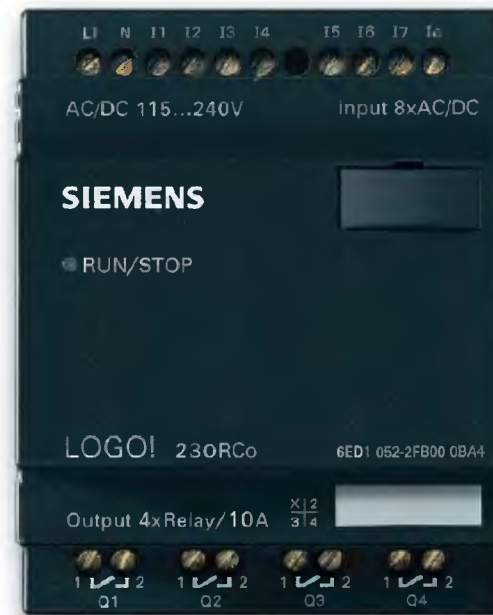 L1 N I1 I2 I3 I4 I5 I6 I7 I8
AC/DC 115...240V Input 8xAC/DC
SIEMENS
RUN/STOP
LOGO! 230RCo 6ED1 052-2FB00 0BA4
Output 4xRelay/10A X 2
3 4
1 2 1 2 1 2 1 2
Q1 Q2 Q3 Q4